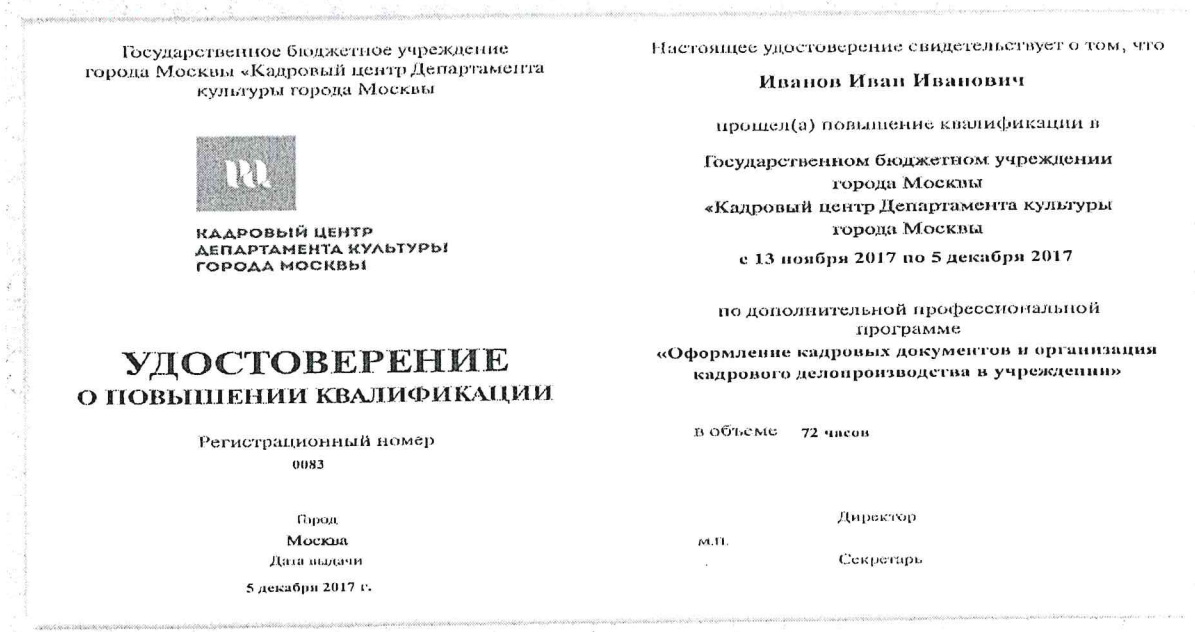 Государственное бюджетное учреждение
города Москвы «Кадровый центр Департамента
культуры города Москвы
КАДРОВЫЙ ЦЕНТР
ДЕПАРТАМЕНТА КУЛЬТУРЫ
ГОРОДА МОСКВЫ
УДОСТОВЕРЕНИЕ
О ПОВЫШЕНИИ КВАЛИФИКАЦИИ
Регистрационный номер
0083
Город
Москва
Дата выдачи
5 декабря 2017 г.
Настоящее удостоверение свидетельствует о том, что
Иванов Иван Иванович
прошел(а) повышение квалификации в
Государственном бюджетном учреждении
города Москвы
«Кадровый центр Департамента культуры
города Москвы
с 13 ноября 2017 по 5 декабря 2017
по дополнительной профессиональной
программе
«Оформление кадровых документов и организация
кадрового делопроизводства в учреждении»
в объеме 72 часов
Директор
м.п.
Секретарь